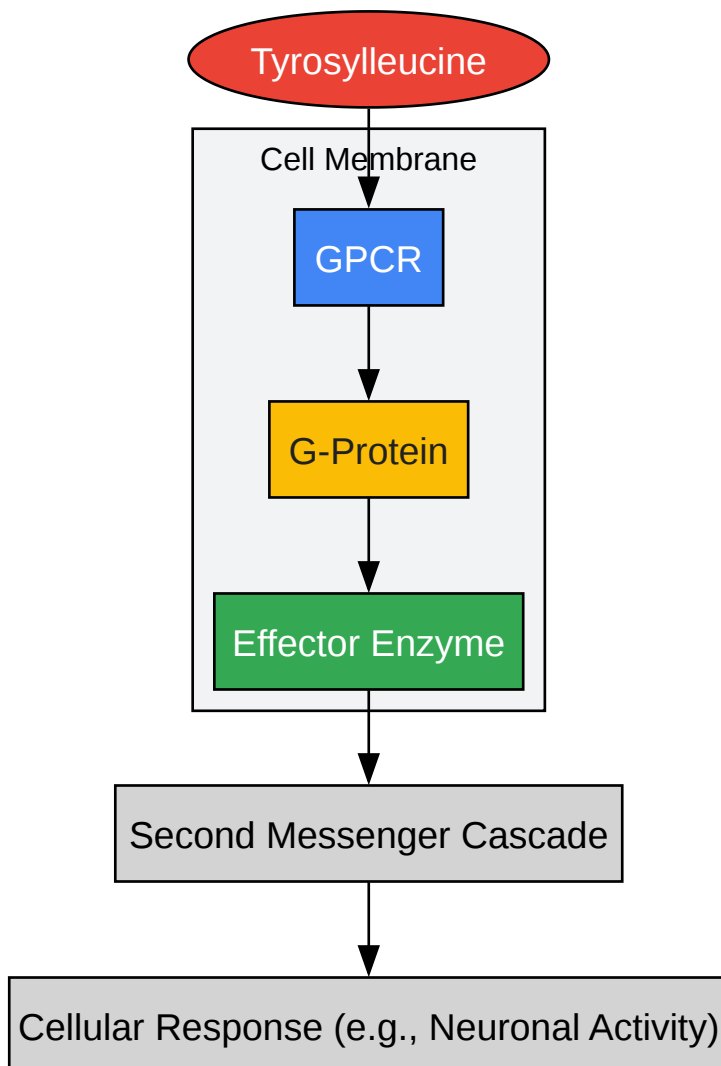 Tyrosylleucine
Cell Membrane
GPCR
G-Protein
Effector Enzyme
Second Messenger Cascade
Cellular Response (e.g., Neuronal Activity)